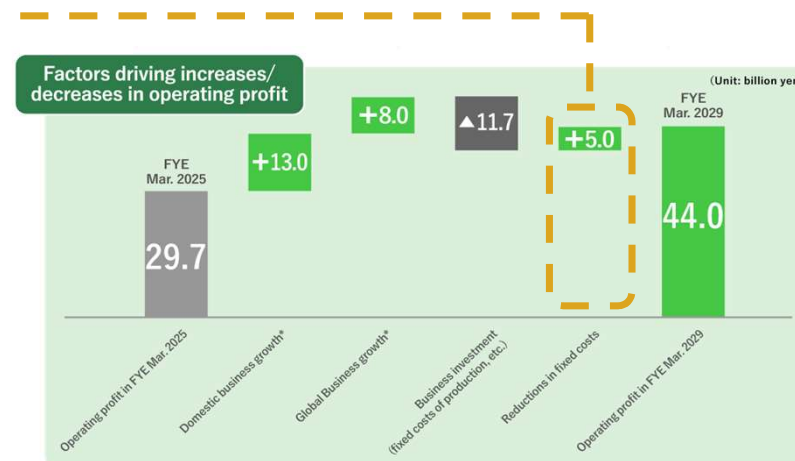 Factors driving increases/
decreases in operating profit
(Unit: billion yen
FYE
Mar. 2025
29.7
+13.0
+8.0
▲11.7
+5.0
FYE
Mar. 2029
44.0
Operating profit in FYE Mar. 2025
Domestic business growth*
Global Business growth*
Business investment
(fixed costs of production, etc.)
Reductions in fixed costs
Operating profit in FYE Mar. 2029